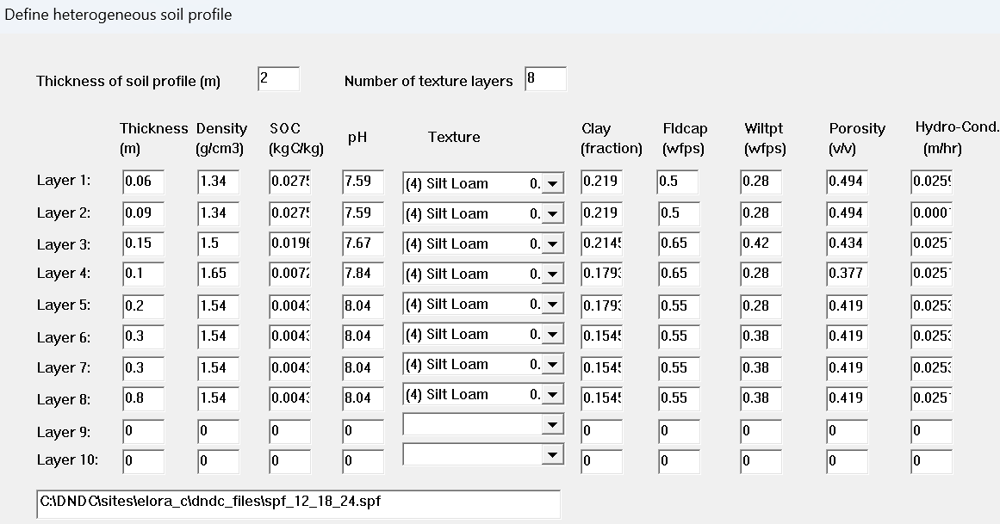 Define heterogeneous soil profile
Thickness of soil profile (m) 2 Number of texture layers 8
Thickness (m) Density (g/cm3) SOC (kgC/kg) pH Texture Clay (fraction) Fldcap (wfps) Wiltpt (wfps) Porosity (v/v) Hydro-Cond. (m/hr)
Layer 1: 0.06 1.34 0.0275 7.59 (4) Silt Loam 0. 0.219 0.5 0.28 0.494 0.0259
Layer 2: 0.09 1.34 0.0275 7.59 (4) Silt Loam 0. 0.219 0.5 0.28 0.494 0.000
Layer 3: 0.15 1.5 0.0196 7.67 (4) Silt Loam 0. 0.2145 0.65 0.42 0.434 0.025
Layer 4: 0.1 1.65 0.0072 7.84 (4) Silt Loam 0. 0.1793 0.65 0.28 0.377 0.025
Layer 5: 0.2 1.54 0.0043 8.04 (4) Silt Loam 0. 0.1793 0.55 0.28 0.419 0.0253
Layer 6: 0.3 1.54 0.0043 8.04 (4) Silt Loam 0. 0.1545 0.55 0.38 0.419 0.0253
Layer 7: 0.3 1.54 0.0043 8.04 (4) Silt Loam 0. 0.1545 0.55 0.38 0.419 0.0253
Layer 8: 0.8 1.54 0.0043 8.04 (4) Silt Loam 0. 0.1545 0.55 0.38 0.419 0.025
Layer 9: 0 0 0 0 0 0 0 0 0
Layer 10: 0 0 0 0 0 0 0 0 0
C:\DNDC\sites\elora_c\dndc_files\spf_12_18_24.spf